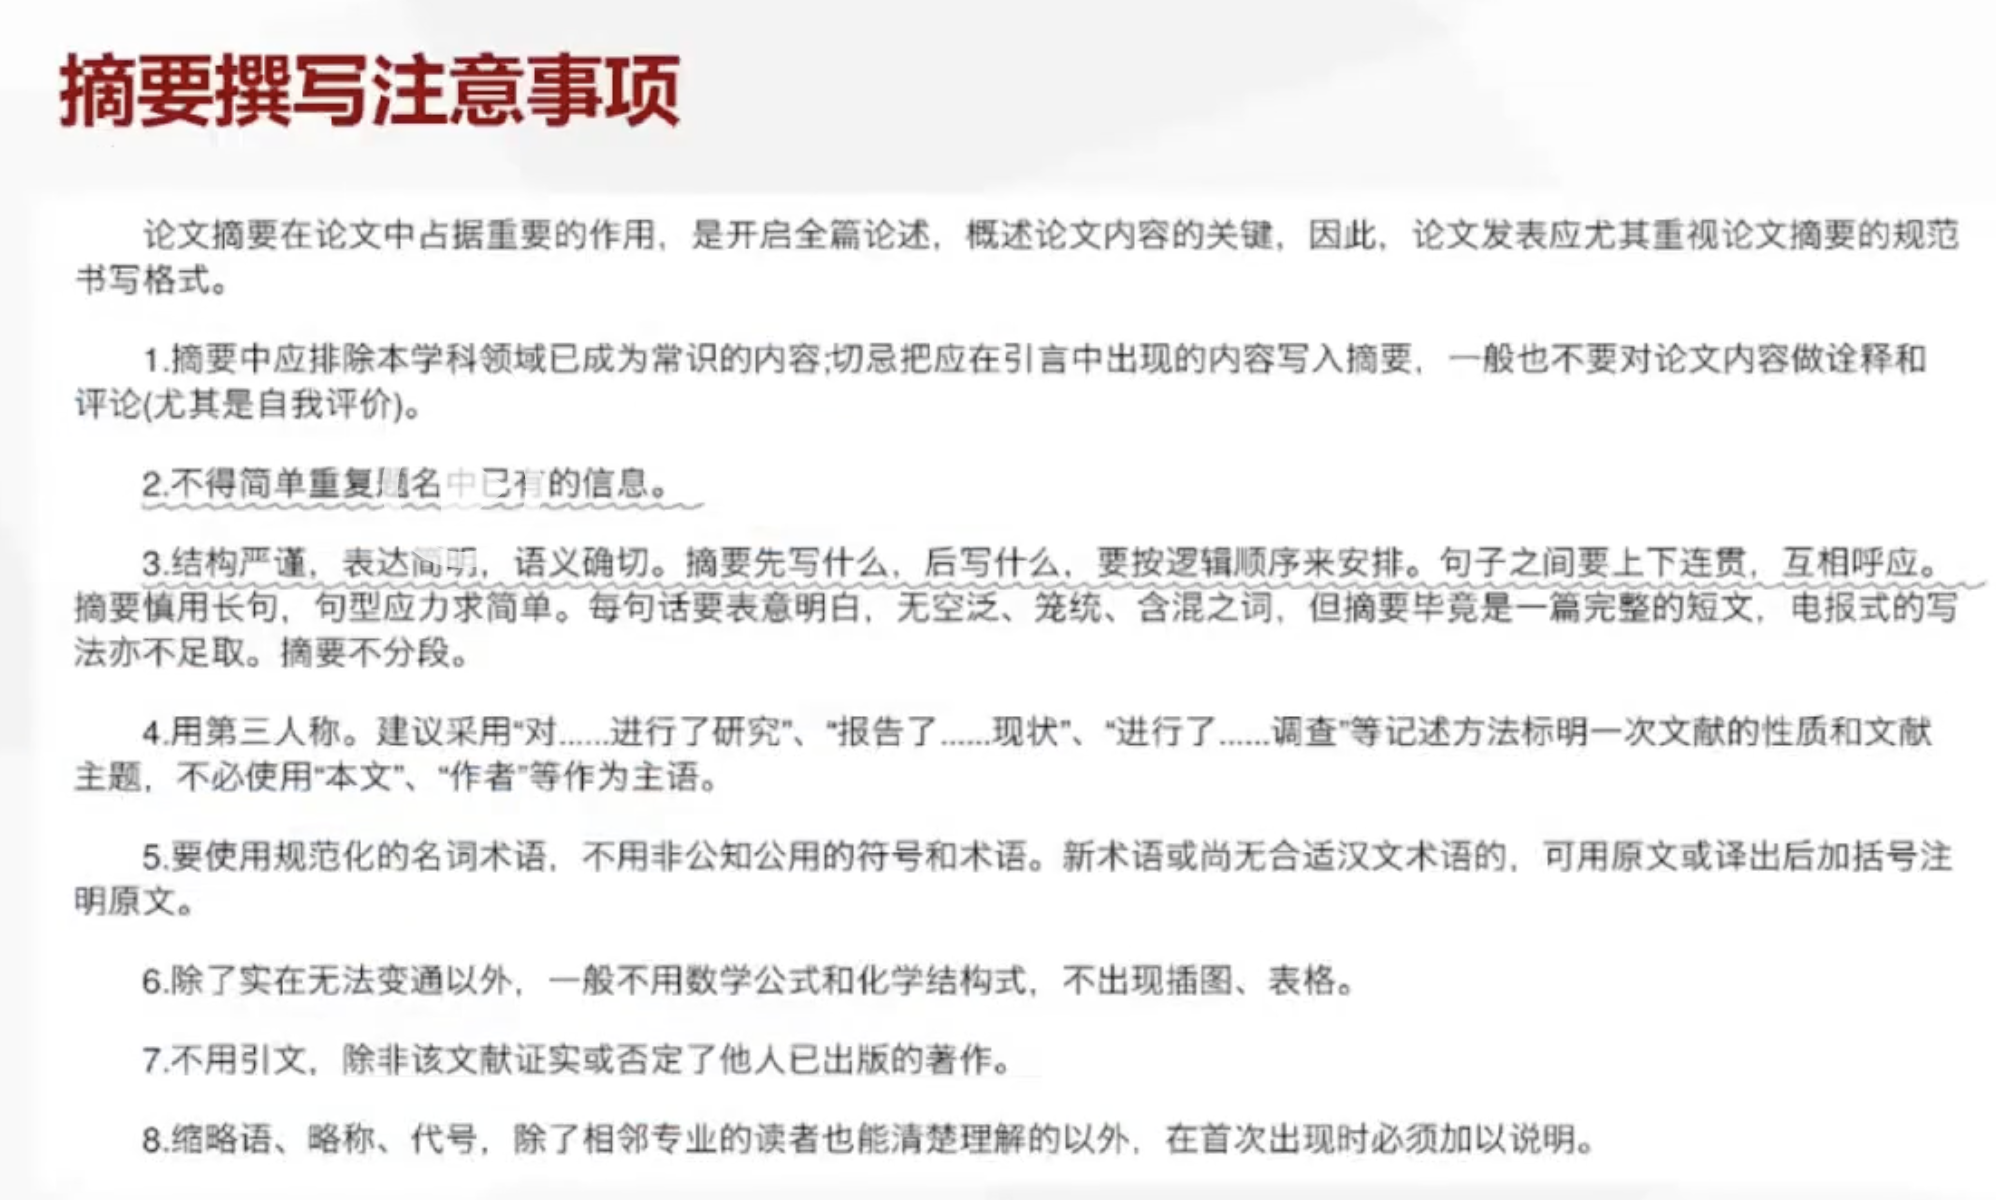 摘要撰写注意事项
论文摘要在论文中占据重要的作用，是开启全篇论述，概述论文内容的关键，因此，论文发表应尤其重视论文摘要的规范
书写格式。
1.摘要中应排除本学科领域已成为常识的内容;切忌把应在引言中出现的内容写入摘要，一般也不要对论文内容做诠释和
评论(尤其是自我评价)。
2.不得简单重复题名中已有的信息。
3.结构严谨，表达简明，语义确切。摘要先写什么，后写什么，要按逻辑顺序来安排。句子之间要上下连贯，互相呼应。
摘要慎用长句，句型应力求简单。每句话要表意明白，无空泛、笼统、含混之词，但摘要毕竟是一篇完整的短文，电报式的写
法亦不足取。摘要不分段。
4.用第三人称。建议采用“对......进行了研究”、“报告了......现状”、“进行了......调查”等记述方法标明一次文献的性质和文献
主题，不必使用“本文”、“作者”等作为主语。
5.要使用规范化的名词术语，不用非公知公用的符号和术语。新术语或尚无合适汉文术语的，可用原文或译出后加括号注
明原文。
6.除了实在无法变通以外，一般不用数学公式和化学结构式，不出现插图、表格。
7.不用引文，除非该文献证实或否定了他人已出版的著作。
8.缩略语、略称、代号，除了相邻专业的读者也能清楚理解的以外，在首次出现时必须加以说明。